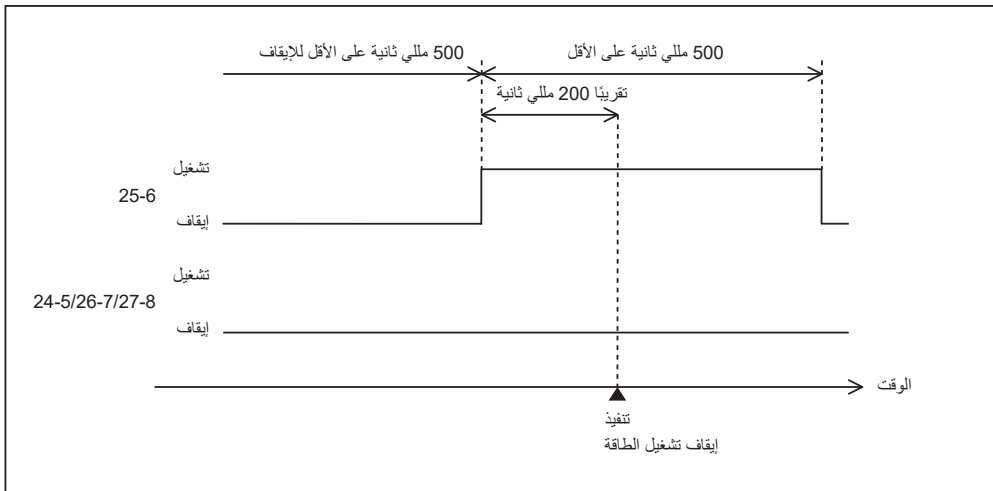 500 مللي ثانية على الأقل للإيقاف
500 مللي ثانية على الأقل
تقريبًا 200 مللي ثانية
تشغيل
25-6
إيقاف
تشغيل
24-5/26-7/27-8
إيقاف
الوقت
تنفيذ
إيقاف تشغيل الطاقة